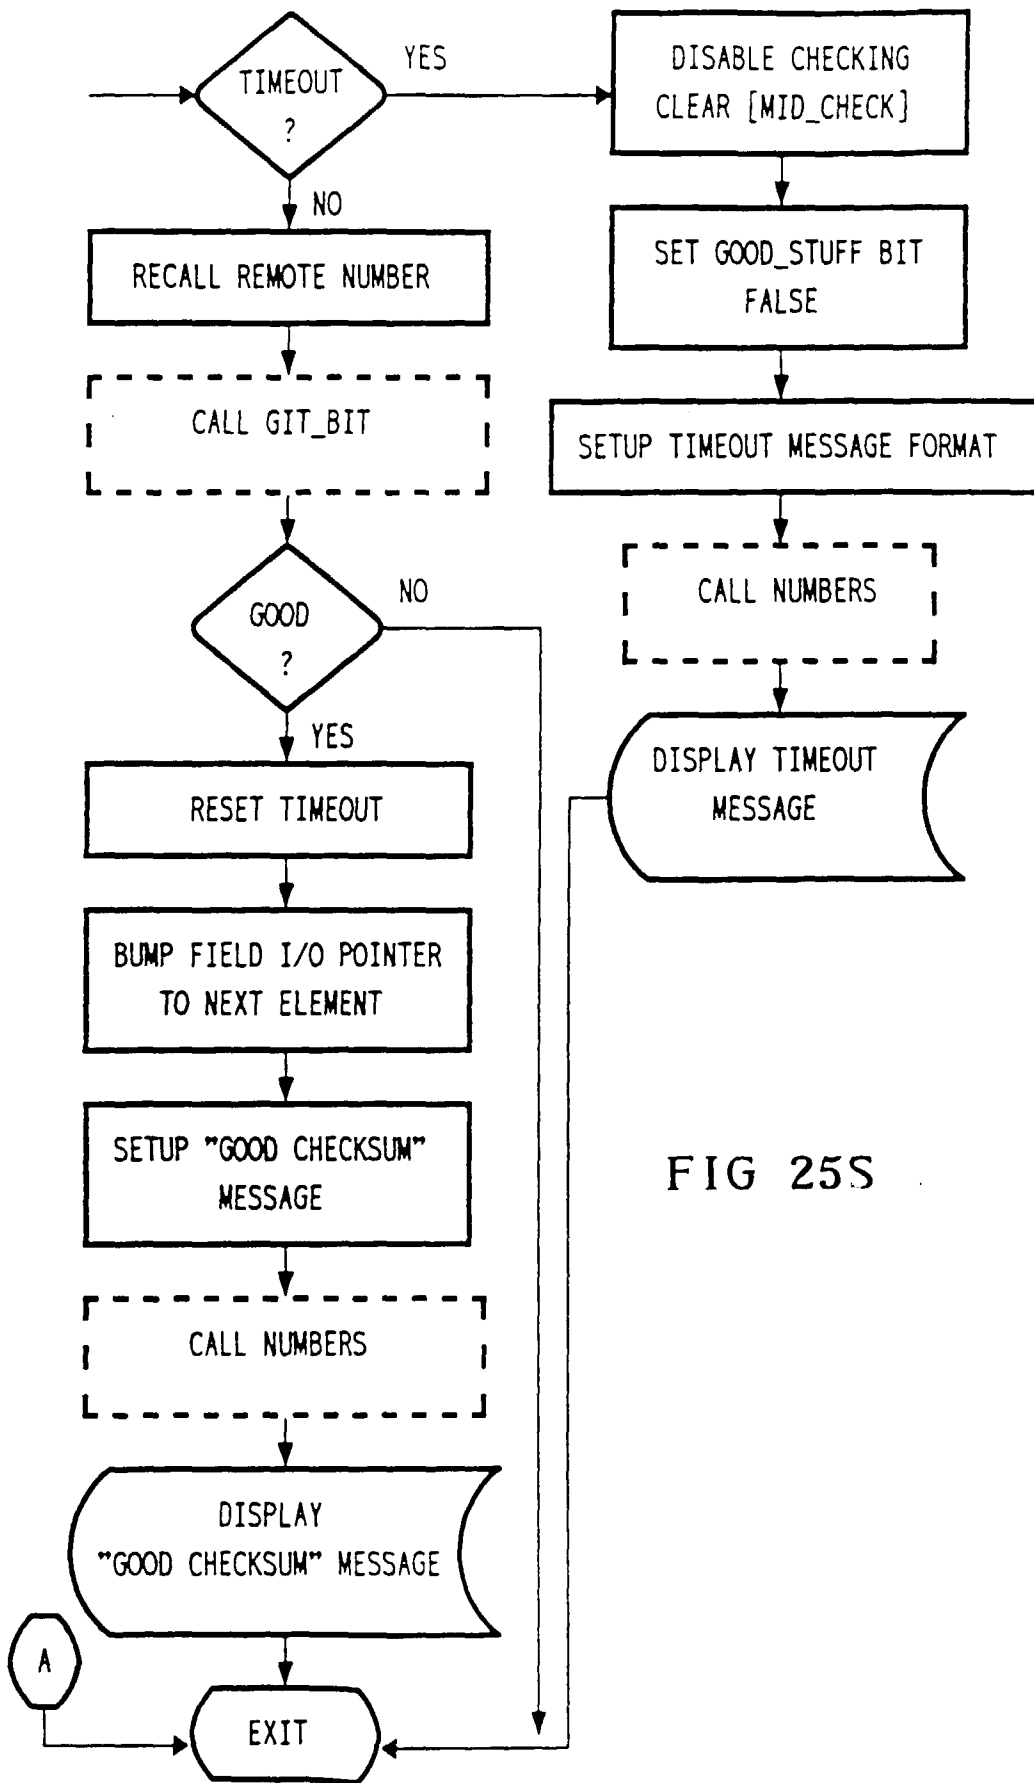 TIMEOUT
?
YES
NO
RECALL REMOTE NUMBER
CALL GIT_BIT
GOOD
?
NO
YES
RESET TIMEOUT
BUMP FIELD I/O POINTER
TO NEXT ELEMENT
SETUP "GOOD CHECKSUM"
MESSAGE
CALL NUMBERS
DISPLAY
"GOOD CHECKSUM" MESSAGE
A
EXIT
DISABLE CHECKING
CLEAR [MID_CHECK]
SET GOOD_STUFF BIT
FALSE
SETUP TIMEOUT MESSAGE FORMAT
CALL NUMBERS
DISPLAY TIMEOUT
MESSAGE
FIG 25S